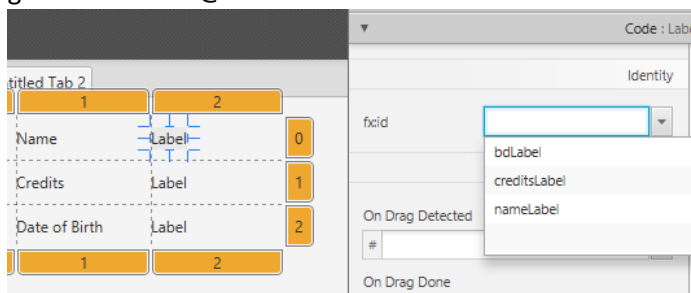 Code : Lab
titled Tab 2
Identity
1 2
fx:id
Name Label 0
bdLabel
Credits Label 1
creditsLabel
nameLabel
Date of Birth Label 2
On Drag Detected
#
1 2
On Drag Done